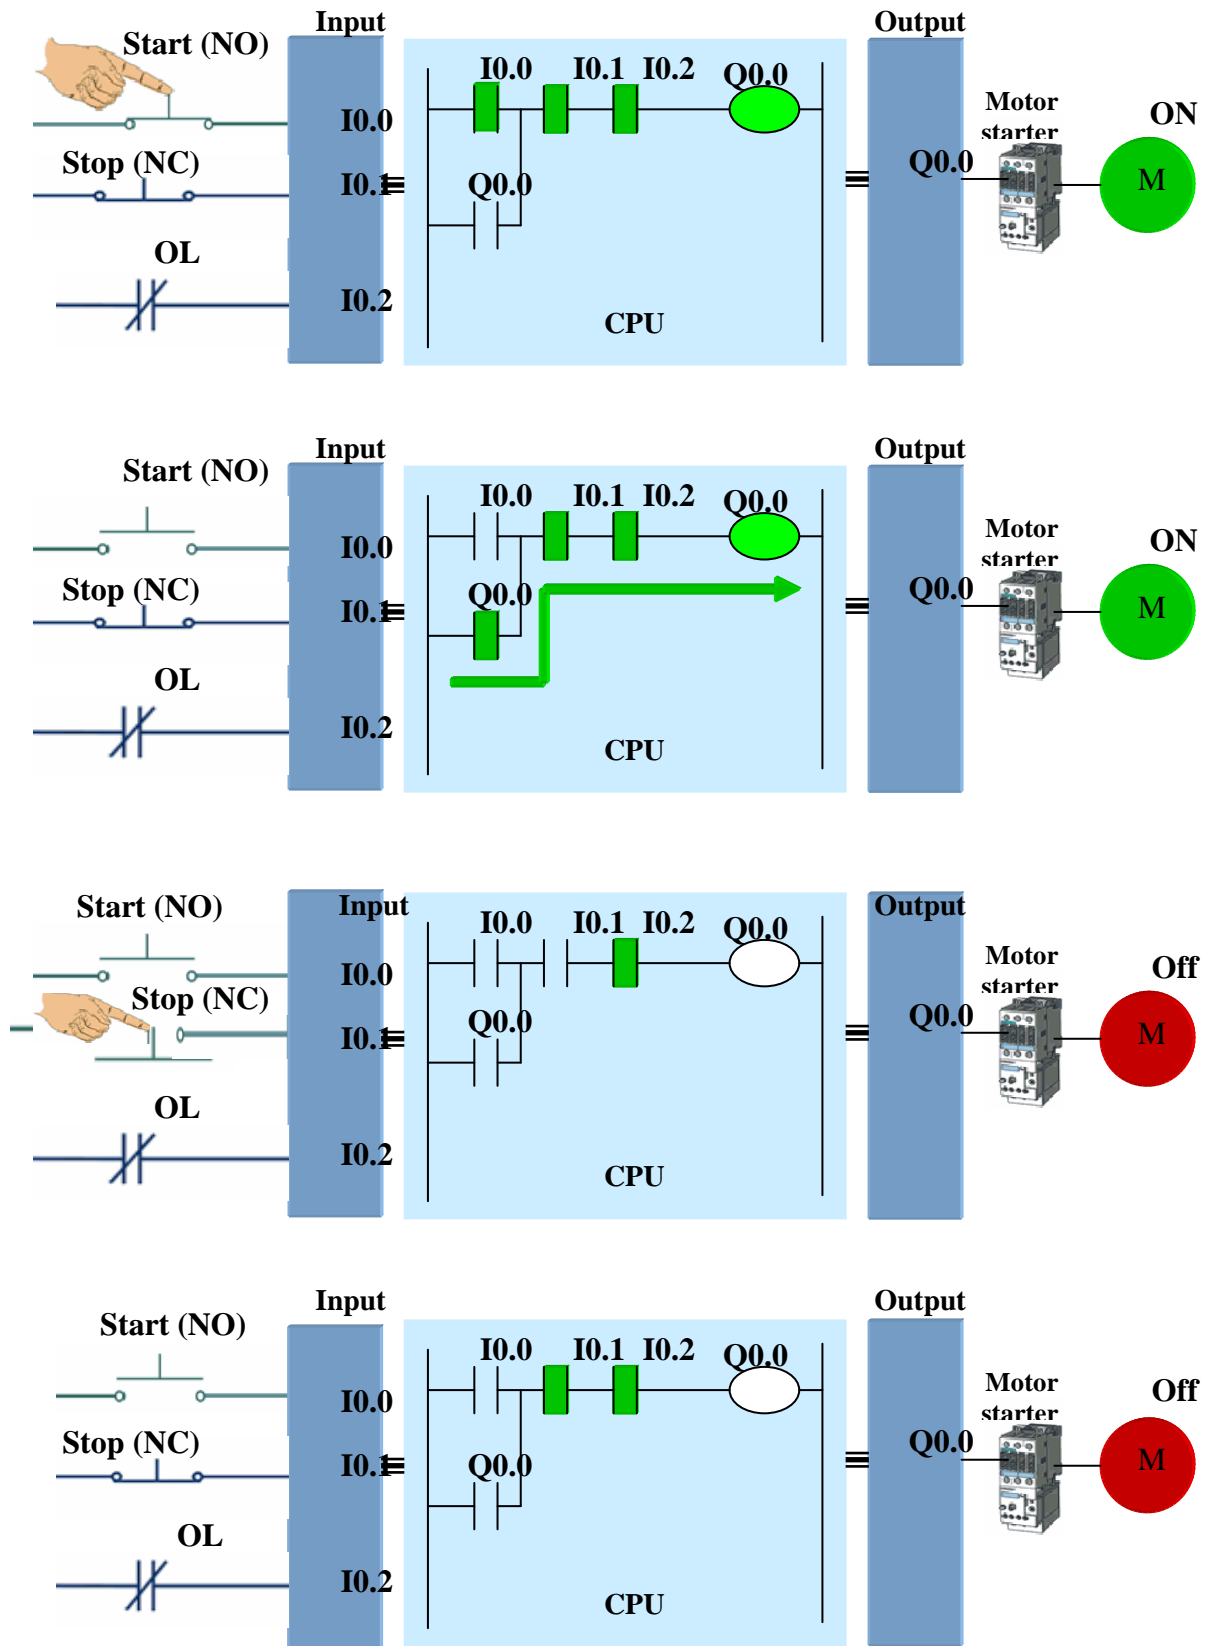 Input
Output
Start (NO)
I0.0
I0.1 I0.2
Q0.0
Motor
starter
ON
I0.0
Stop (NC)
I0.1
Q0.0
Q0.0
M
OL
I0.2
CPU
Input
Output
Start (NO)
I0.0
I0.1 I0.2
Q0.0
Motor
starter
ON
I0.0
Stop (NC)
I0.1
Q0.0
Q0.0
M
OL
I0.2
CPU
Start (NO)
Input
Output
I0.0
I0.1 I0.2
Q0.0
Motor
starter
Off
I0.0
Stop (NC)
I0.1
Q0.0
Q0.0
M
OL
I0.2
CPU
Input
Output
Start (NO)
I0.0
I0.1 I0.2
Q0.0
Motor
starter
Off
I0.0
Stop (NC)
I0.1
Q0.0
Q0.0
M
OL
I0.2
CPU